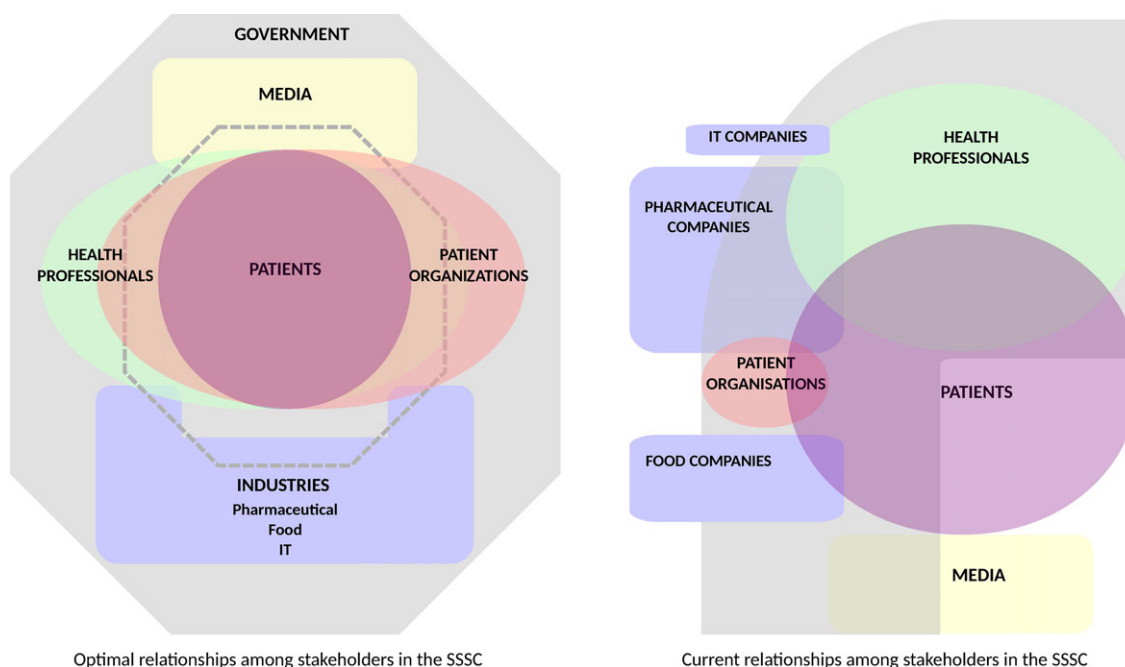 GOVERNMENT
MEDIA
HEALTH
PROFESSIONALS
PATIENTS
PATIENT
ORGANIZATIONS
INDUSTRIES
Pharmaceutical
Food
IT
Optimal relationships among stakeholders in the SSSC
IT COMPANIES
HEALTH
PROFESSIONALS
PHARMACEUTICAL
COMPANIES
PATIENT
ORGANISATIONS
PATIENTS
FOOD COMPANIES
MEDIA
Current relationships among stakeholders in the SSSC